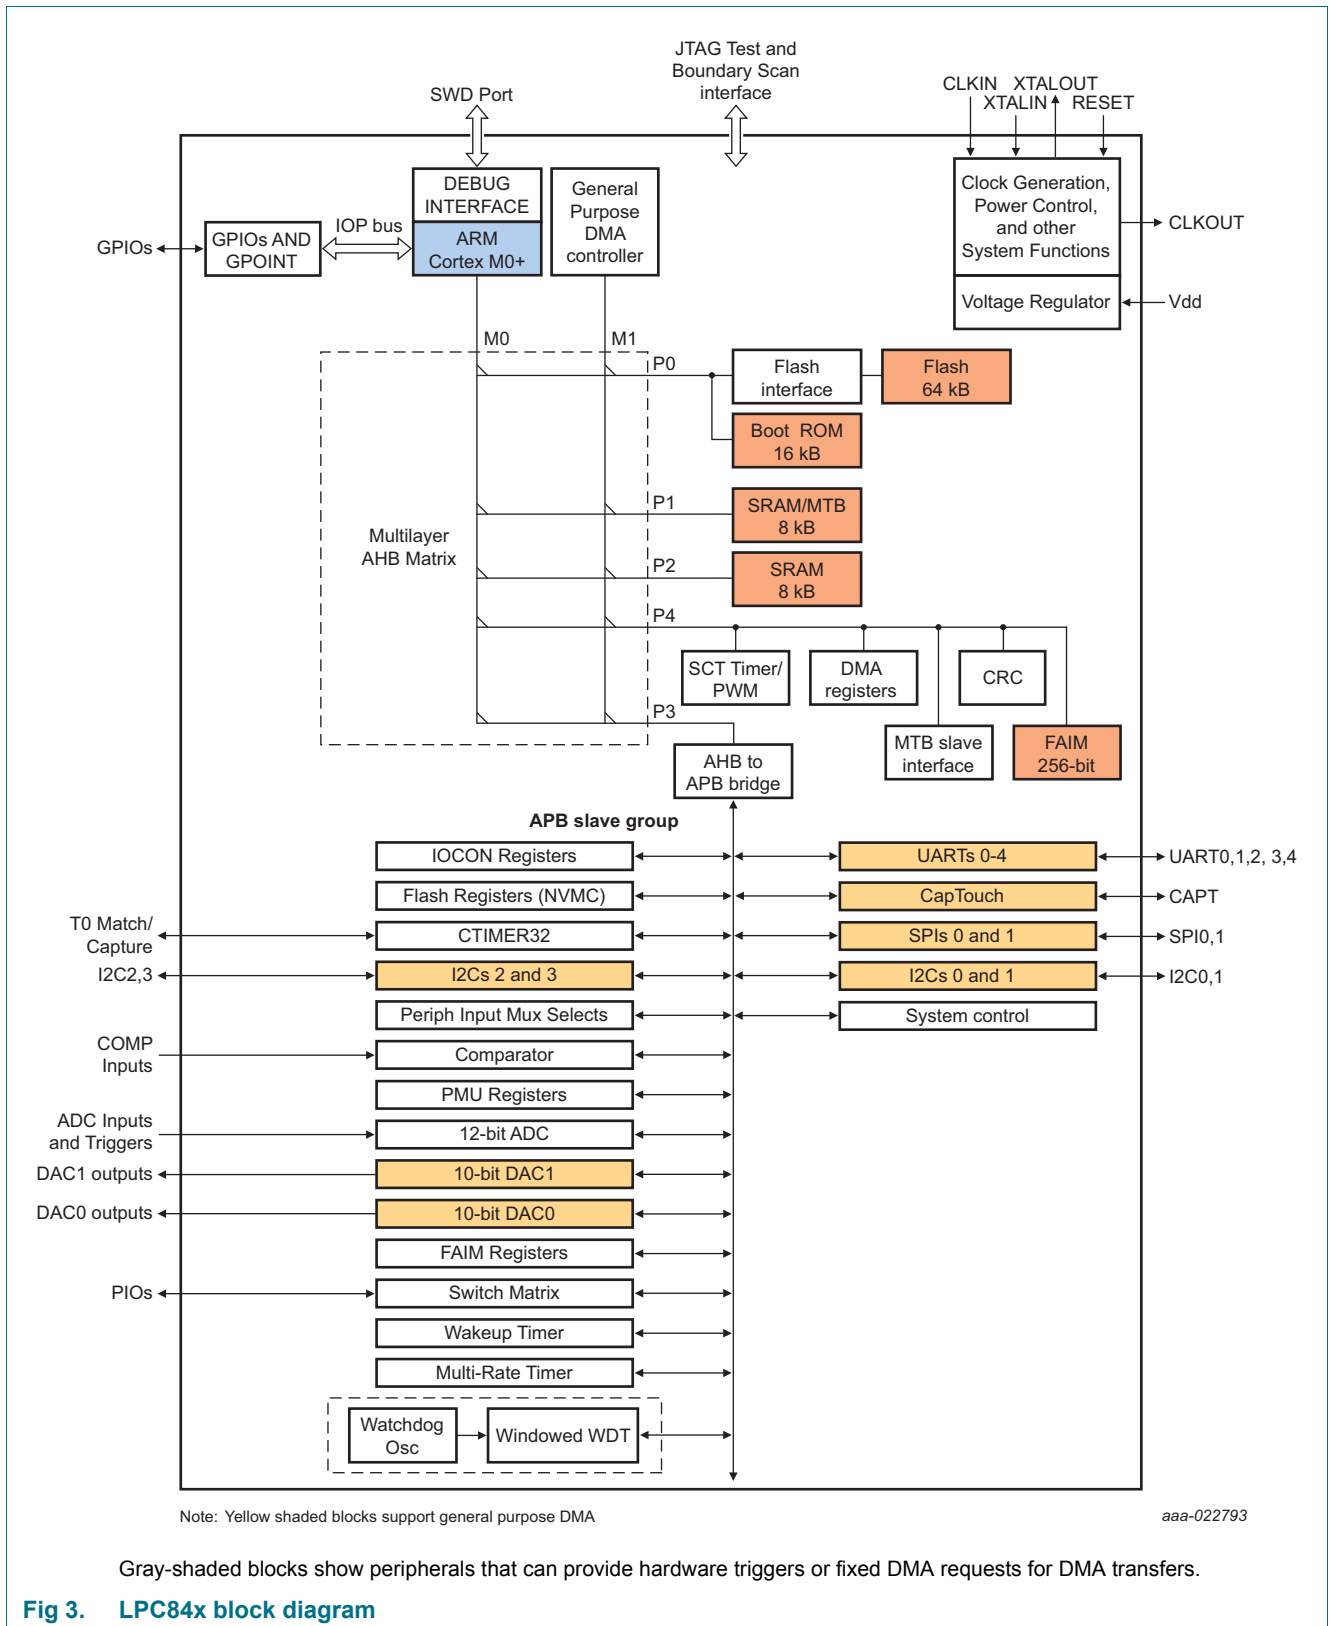 JTAG Test and
Boundary Scan
interface
SWD Port
CLKIN XTALOUT
XTALIN RESET
DEBUG
INTERFACE
ARM
Cortex M0+
General
Purpose
DMA
controller
Clock Generation,
Power Control,
and other
System Functions
CLKOUT
Voltage Regulator
Vdd
GPIOs
GPIOs AND
GPOINT
IOP bus
M0
M1
Multilayer
AHB Matrix
P0
Flash
interface
Flash
64 kB
Boot ROM
16 kB
P1
SRAM/MTB
8 kB
P2
SRAM
8 kB
P4
SCT Timer/
PWM
DMA
registers
CRC
MTB slave
interface
FAIM
256-bit
P3
AHB to
APB bridge
APB slave group
IOCON Registers
UARTs 0-4
UART0,1,2, 3,4
Flash Registers (NVMC)
CapTouch
CAPT
T0 Match/
Capture
CTIMER32
SPIs 0 and 1
SPI0,1
I2C2,3
I2Cs 2 and 3
I2Cs 0 and 1
I2C0,1
Periph Input Mux Selects
System control
COMP
Inputs
Comparator
PMU Registers
ADC Inputs
and Triggers
12-bit ADC
DAC1 outputs
10-bit DAC1
DAC0 outputs
10-bit DAC0
FAIM Registers
PIOs
Switch Matrix
Wakeup Timer
Multi-Rate Timer
Watchdog
Osc
Windowed WDT
Note: Yellow shaded blocks support general purpose DMA
aaa-022793
Gray-shaded blocks show peripherals that can provide hardware triggers or fixed DMA requests for DMA transfers.
Fig 3. LPC84x block diagram